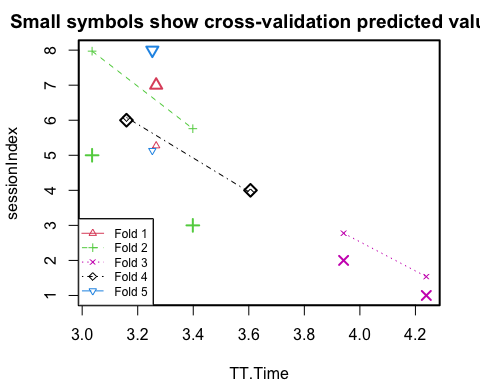 Small symbols show cross-validation predicted valu
sessionIndex
8
7
6
5
4
3
2
1
Fold 1
Fold 2
Fold 3
Fold 4
Fold 5
3.0 3.2 3.4 3.6 3.8 4.0 4.2
TT.Time